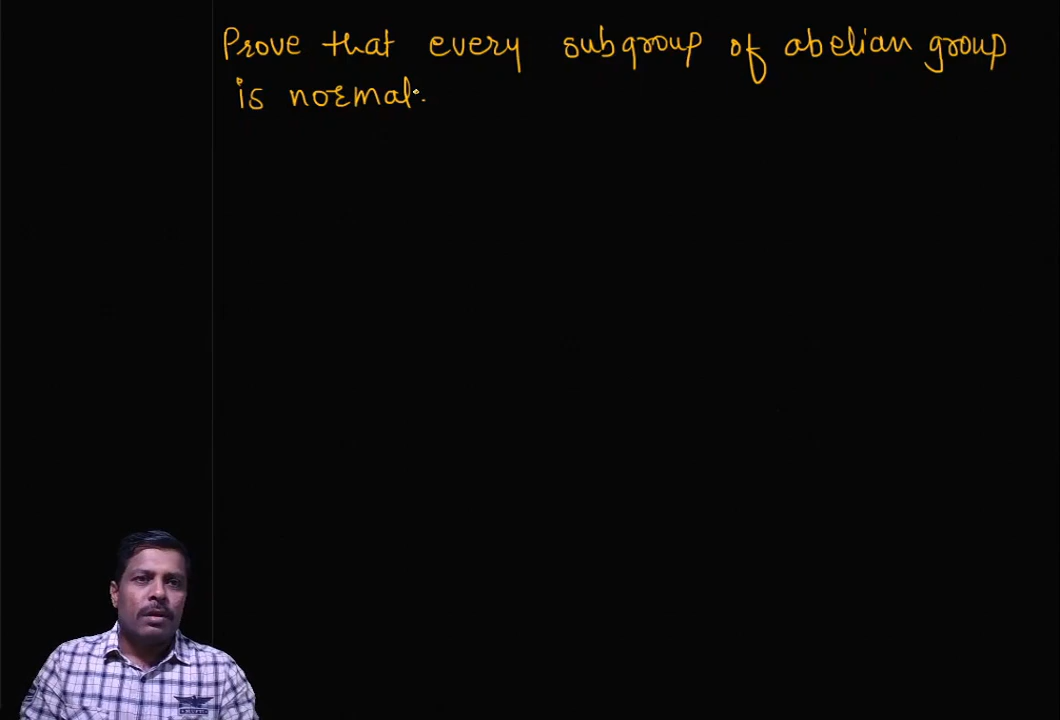 Prove that every subgroup of abelian group
is normal.